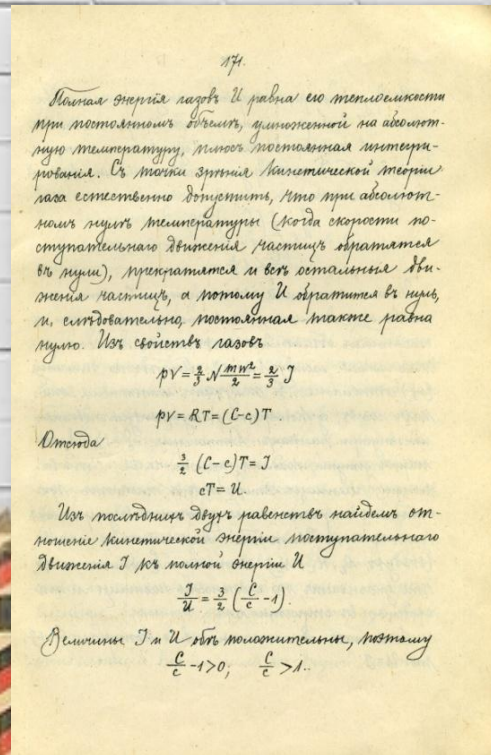 171.
Полная энергія газовъ U равна его теплоемкости
при постоянномъ объемѣ, умноженной на абсолют-
ную температуру, плюсъ постоянная интегри-
рованія. Съ точки зрѣнія кинетической теоріи
газа естественно допустить, что при абсолют-
номъ нулѣ температуры (когда скорости по-
ступательнаго движенія частицъ обратятся
въ нули), прекратятся и всѣ остальныя дви-
женія частицъ, а потому U обратится въ нуль,
и, слѣдовательно, постоянная также равна
нулю. Изъ свойствъ газовъ
pV = 2/3 N mw²/2 = 2/3 J
pV = RT = (C-c)T
Отсюда
3/2 (C-c)T = J
cT = U
Изъ послѣднихъ двухъ равенствъ найдемъ от-
ношеніе кинетической энергіи поступательнаго
движенія J къ полной энергіи U
J/U = 3/2 (C/c - 1).
Величины J и U обѣ положительны, поэтому
C/c - 1 > 0, C/c > 1..